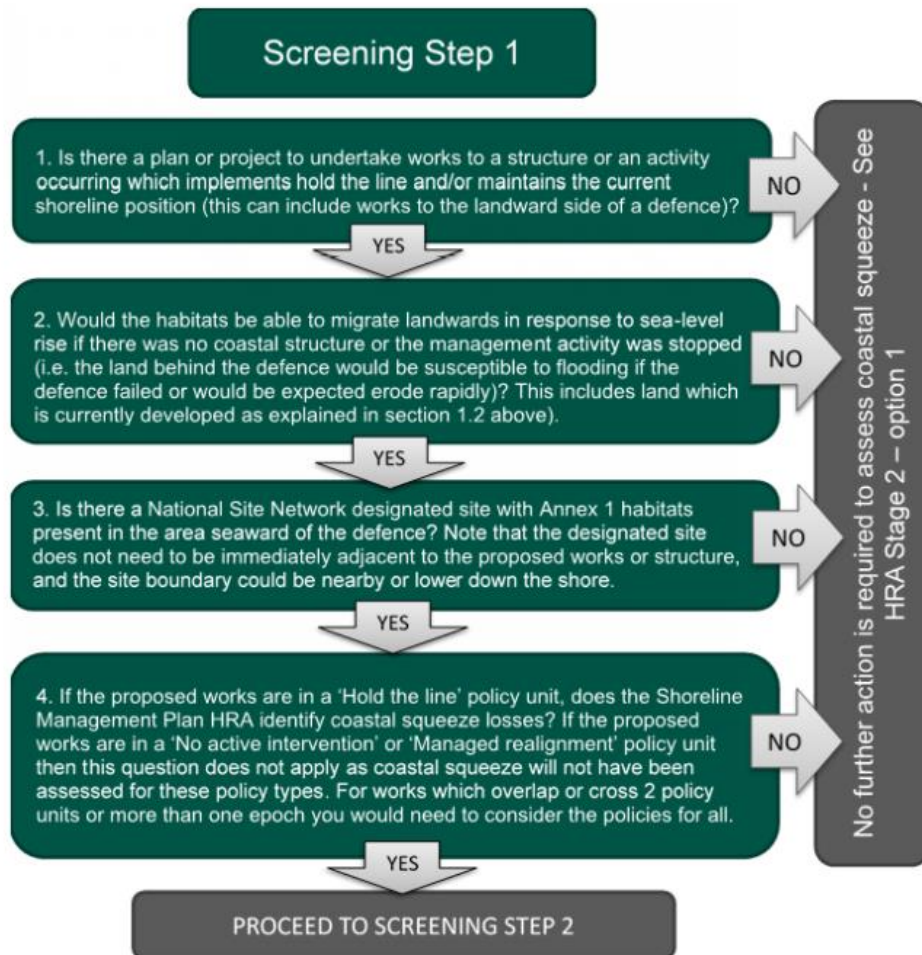 Screening Step 1
1. Is there a plan or project to undertake works to a structure or an activity
occurring which implements hold the line and/or maintains the current
shoreline position (this can include works to the landward side of a defence)?
NO
YES
2. Would the habitats be able to migrate landwards in response to sea-level
rise if there was no coastal structure or the management activity was stopped
(i.e. the land behind the defence would be susceptible to flooding if the
defence failed or would be expected erode rapidly)? This includes land which
is currently developed as explained in section 1.2 above).
NO
YES
3. Is there a National Site Network designated site with Annex 1 habitats
present in the area seaward of the defence? Note that the designated site
does not need to be immediately adjacent to the proposed works or structure,
and the site boundary could be nearby or lower down the shore.
NO
YES
4. If the proposed works are in a ‘Hold the line’ policy unit, does the Shoreline
Management Plan HRA identify coastal squeeze losses? If the proposed
works are in a ‘No active intervention’ or ‘Managed realignment’ policy unit
then this question does not apply as coastal squeeze will not have been
assessed for these policy types. For works which overlap or cross 2 policy
units or more than one epoch you would need to consider the policies for all.
NO
YES
PROCEED TO SCREENING STEP 2
No further action is required to assess coastal squeeze - See
HRA Stage 2 – option 1